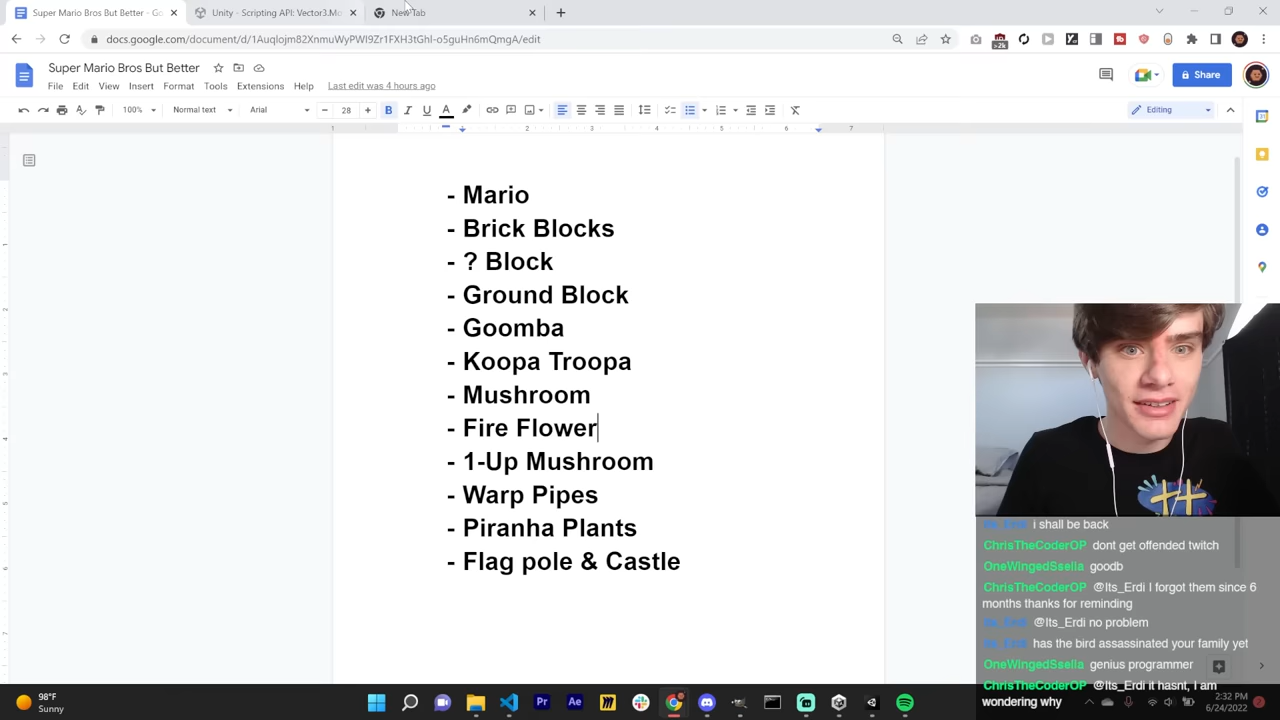 Super Mario Bros But Better - Go
Unity - Scripting API: Vector3.Mo
New Tab
docs.google.com/document/d/1Auqlojm82XnmuWyPWI9Zr1FXH3tGhl-o5guHn6mQmgA/edit
Super Mario Bros But Better
File Edit View Insert Format Tools Extensions Help Last edit was 4 hours ago
Share
100% Normal text Arial 28 Editing
- Mario
- Brick Blocks
- ? Block
- Ground Block
- Goomba
- Koopa Troopa
- Mushroom
- Fire Flower
- 1-Up Mushroom
- Warp Pipes
- Piranha Plants
- Flag pole & Castle
Its_Erdi i shall be back
ChrisTheCoderOP dont get offended twitch
OneWingedSsella goodb
ChrisTheCoderOP @Its_Erdi I forgot them since 6
months thanks for reminding
Its_Erdi @Its_Erdi no problem
Its_Erdi has the bird assassinated your family yet
OneWingedSsella genius programmer
ChrisTheCoderOP @Its_Erdi it hasnt, I am
wondering why
98°F
Sunny
2:32 PM
6/24/2022